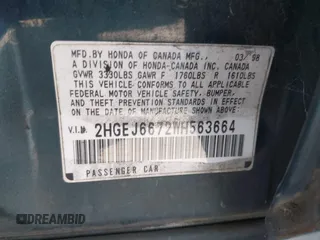 MFD.BY HONDA OF CANADA MFG., 03/98
A DIVISION OF HONDA-CANADA INC. CANADA
GVWR 3330LBS GAWR F 1760LBS R 1610LBS
THIS VEHICLE CONFORMS TO ALL APPLICABLE
FEDERAL MOTOR VEHICLE SAFETY, BUMPER,
AND THEFT PREVENTION STANDARDS IN
EFFECT ON THE DATE OF MANUFACTURE
SHOWN ABOVE.
V.I.N. 2HGEJ6672WH563664
PASSENGER CAR
©DREAMBID